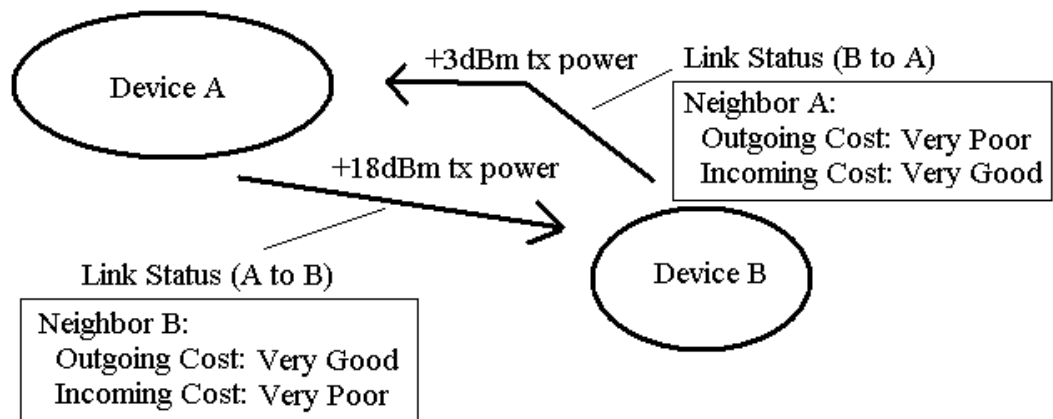 +3dBm tx power
Link Status (B to A)
Device A
Neighbor A:
Outgoing Cost: Very Poor
Incoming Cost: Very Good
+18dBm tx power
Link Status (A to B)
Device B
Neighbor B:
Outgoing Cost: Very Good
Incoming Cost: Very Poor